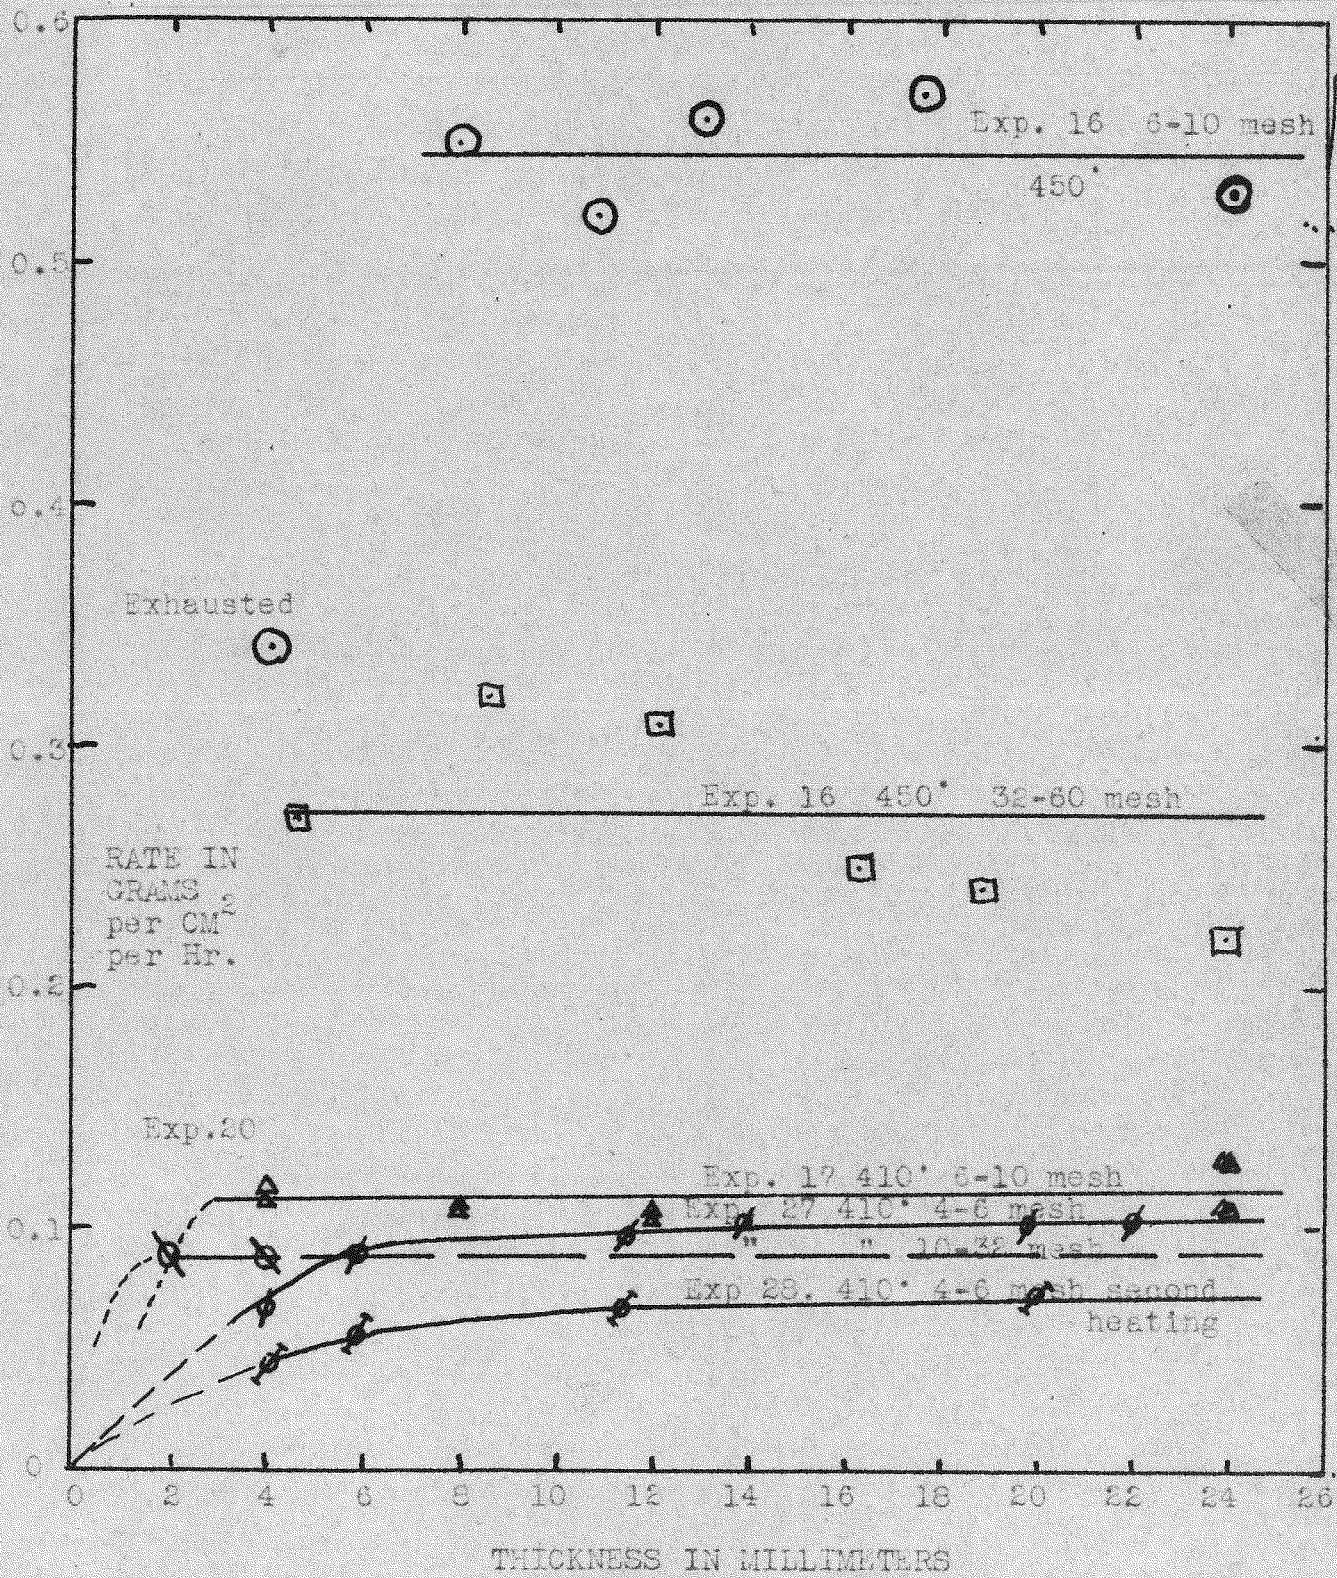 0.6
Exp. 16 6-10 mesh
450°
0.5
0.4
Exhausted
0.3
Exp. 16 450° 32-60 mesh
RATE IN
GRAMS
per CM2
per Hr.
0.2
Exp.20
Exp. 17 410° 6-10 mesh
0.1
Exp. 27 410° 4-6 mesh
" " 10-32 mesh
Exp 28. 410° 4-6 mesh second
heating
0
0 2 4 6 8 10 12 14 16 18 20 22 24 26
THICKNESS IN MILLIMETERS